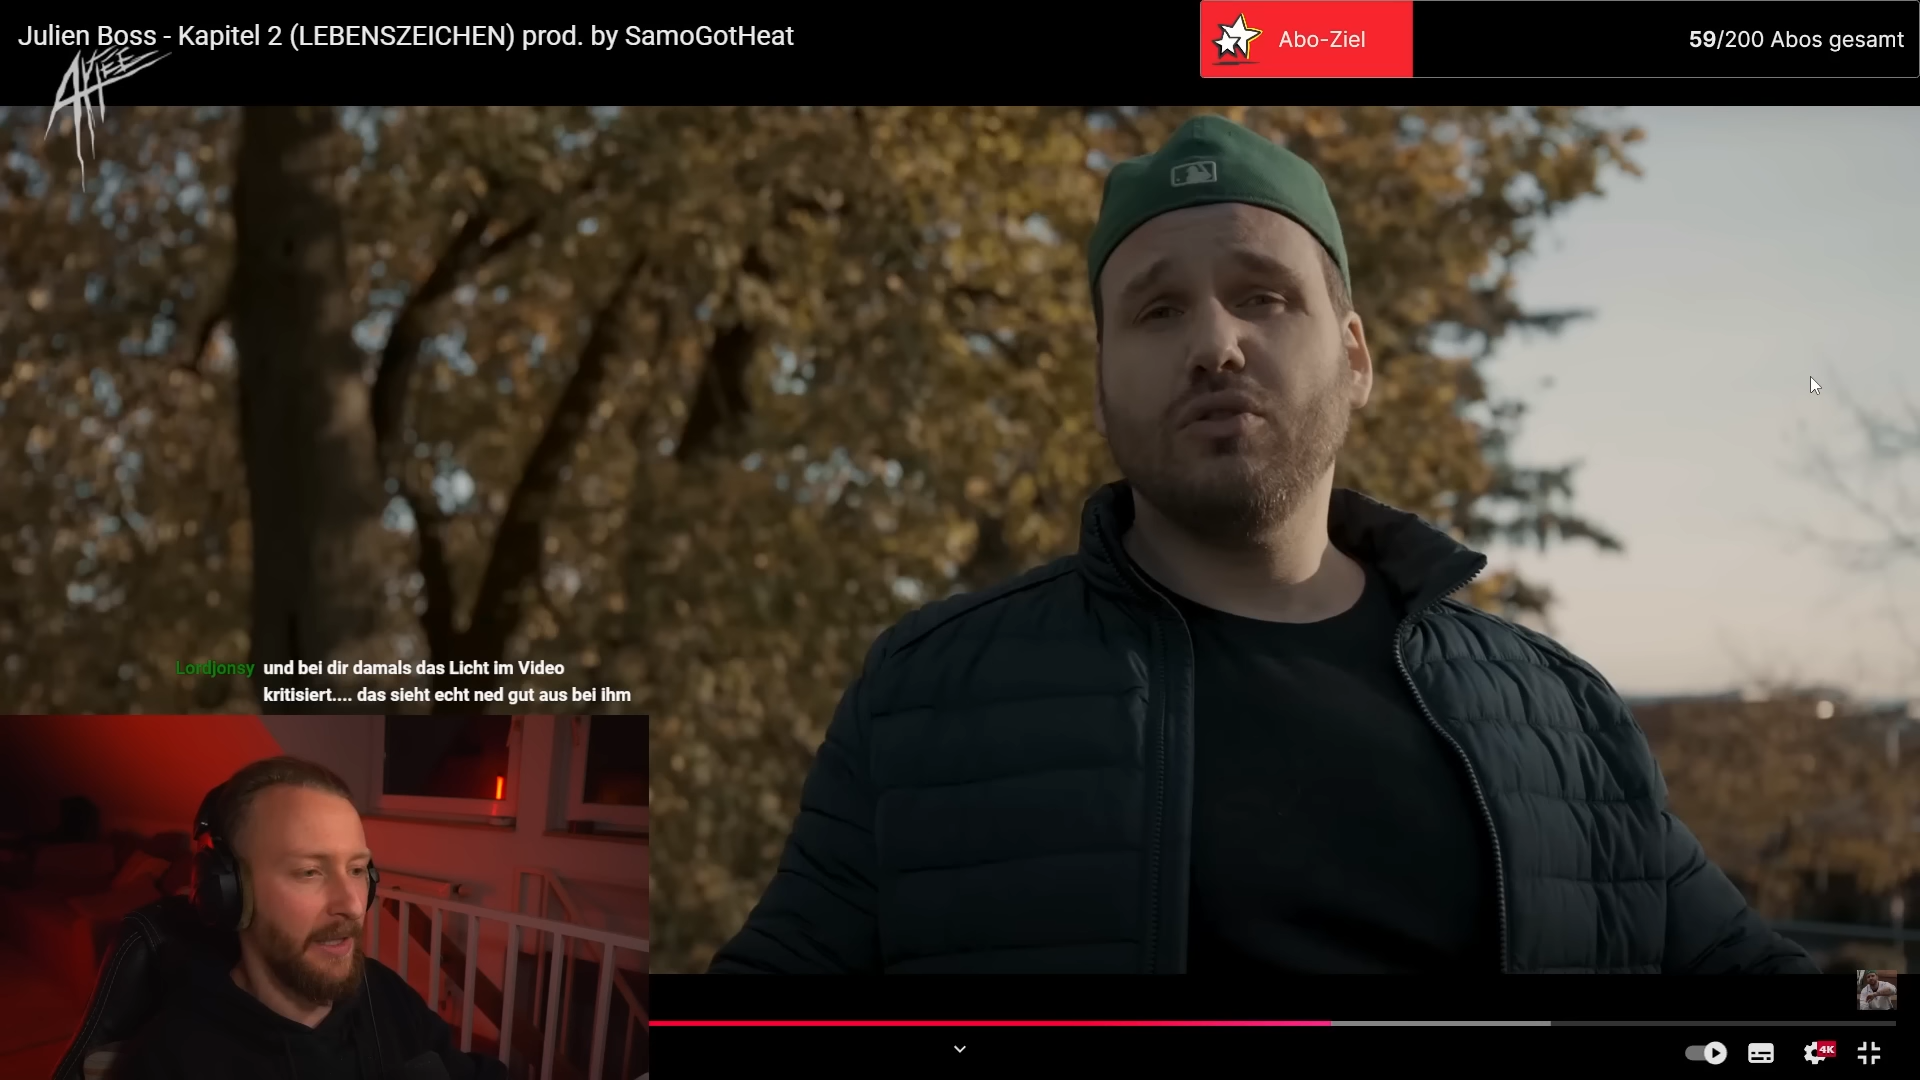 Julien Boss - Kapitel 2 (LEBENSZEICHEN) prod. by SamoGotHeat
Abo-Ziel
59/200 Abos gesamt
Lordjonsy und bei dir damals das Licht im Video
kritisiert.... das sieht echt ned gut aus bei ihm
4K